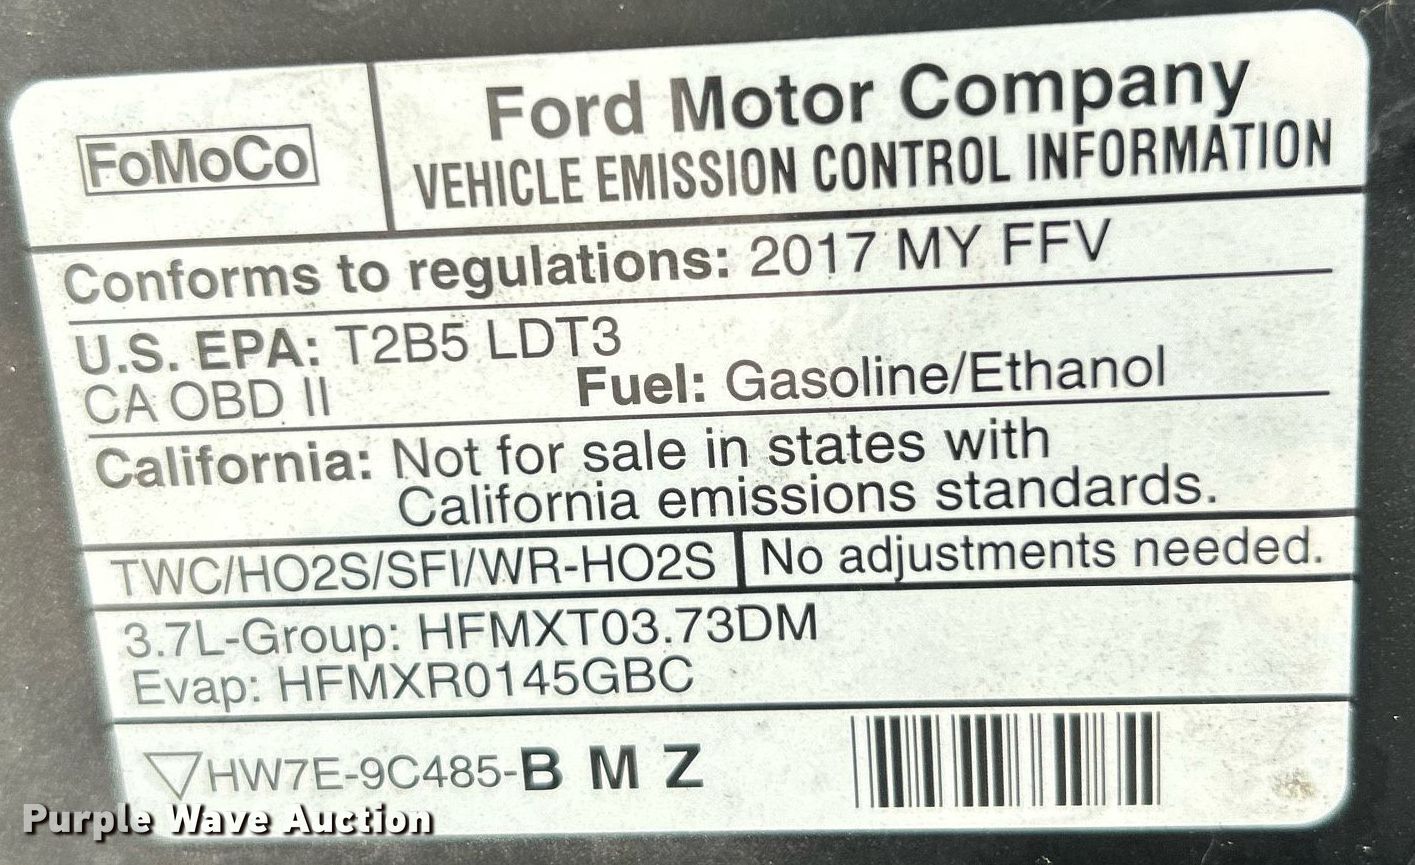 FoMoCo
Ford Motor Company
VEHICLE EMISSION CONTROL INFORMATION
Conforms to regulations: 2017 MY FFV
U.S. EPA: T2B5 LDT3
CA OBD II
Fuel: Gasoline/Ethanol
California: Not for sale in states with
California emissions standards.
TWC/HO2S/SFI/WR-HO2S
No adjustments needed.
3.7L-Group: HFMXT03.73DM
Evap: HFMXR0145GBC
HW7E-9C485-B M Z
Purple Wave Auction